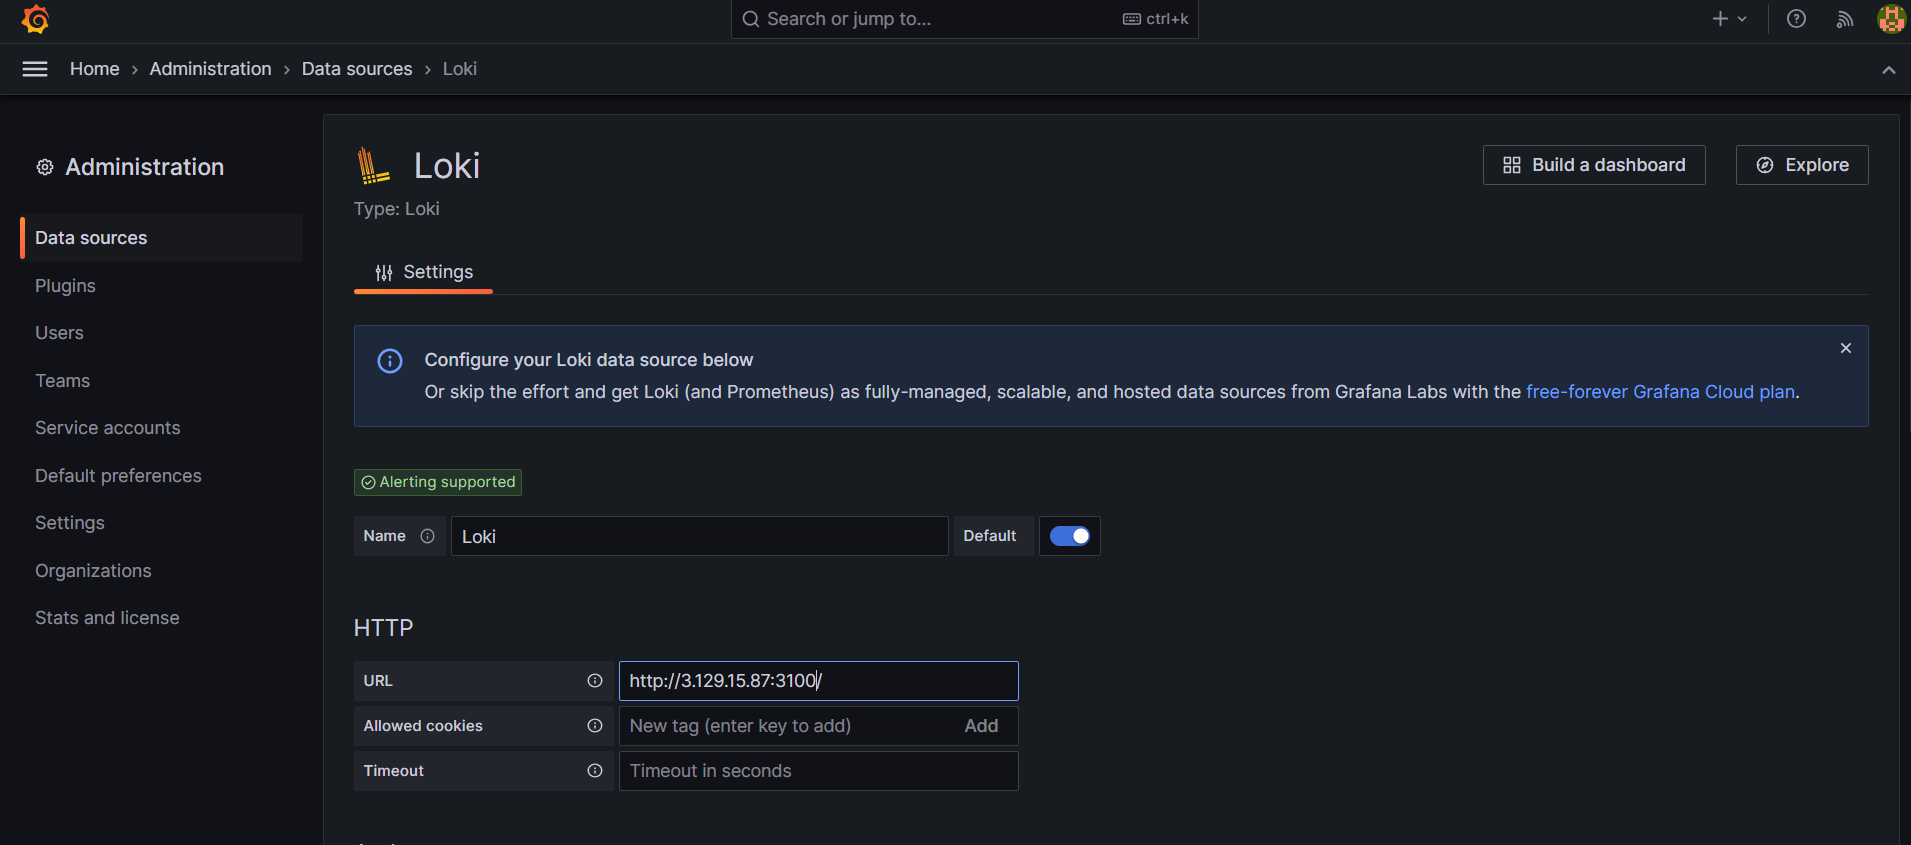 Search or jump to... ctrl+k
Home › Administration › Data sources › Loki
Administration
Data sources
Plugins
Users
Teams
Service accounts
Default preferences
Settings
Organizations
Stats and license
Loki
Type: Loki
Build a dashboard
Explore
Settings
Configure your Loki data source below
Or skip the effort and get Loki (and Prometheus) as fully-managed, scalable, and hosted data sources from Grafana Labs with the free-forever Grafana Cloud plan.
Alerting supported
Name Loki Default
HTTP
URL http://3.129.15.87:3100/
Allowed cookies New tag (enter key to add) Add
Timeout Timeout in seconds